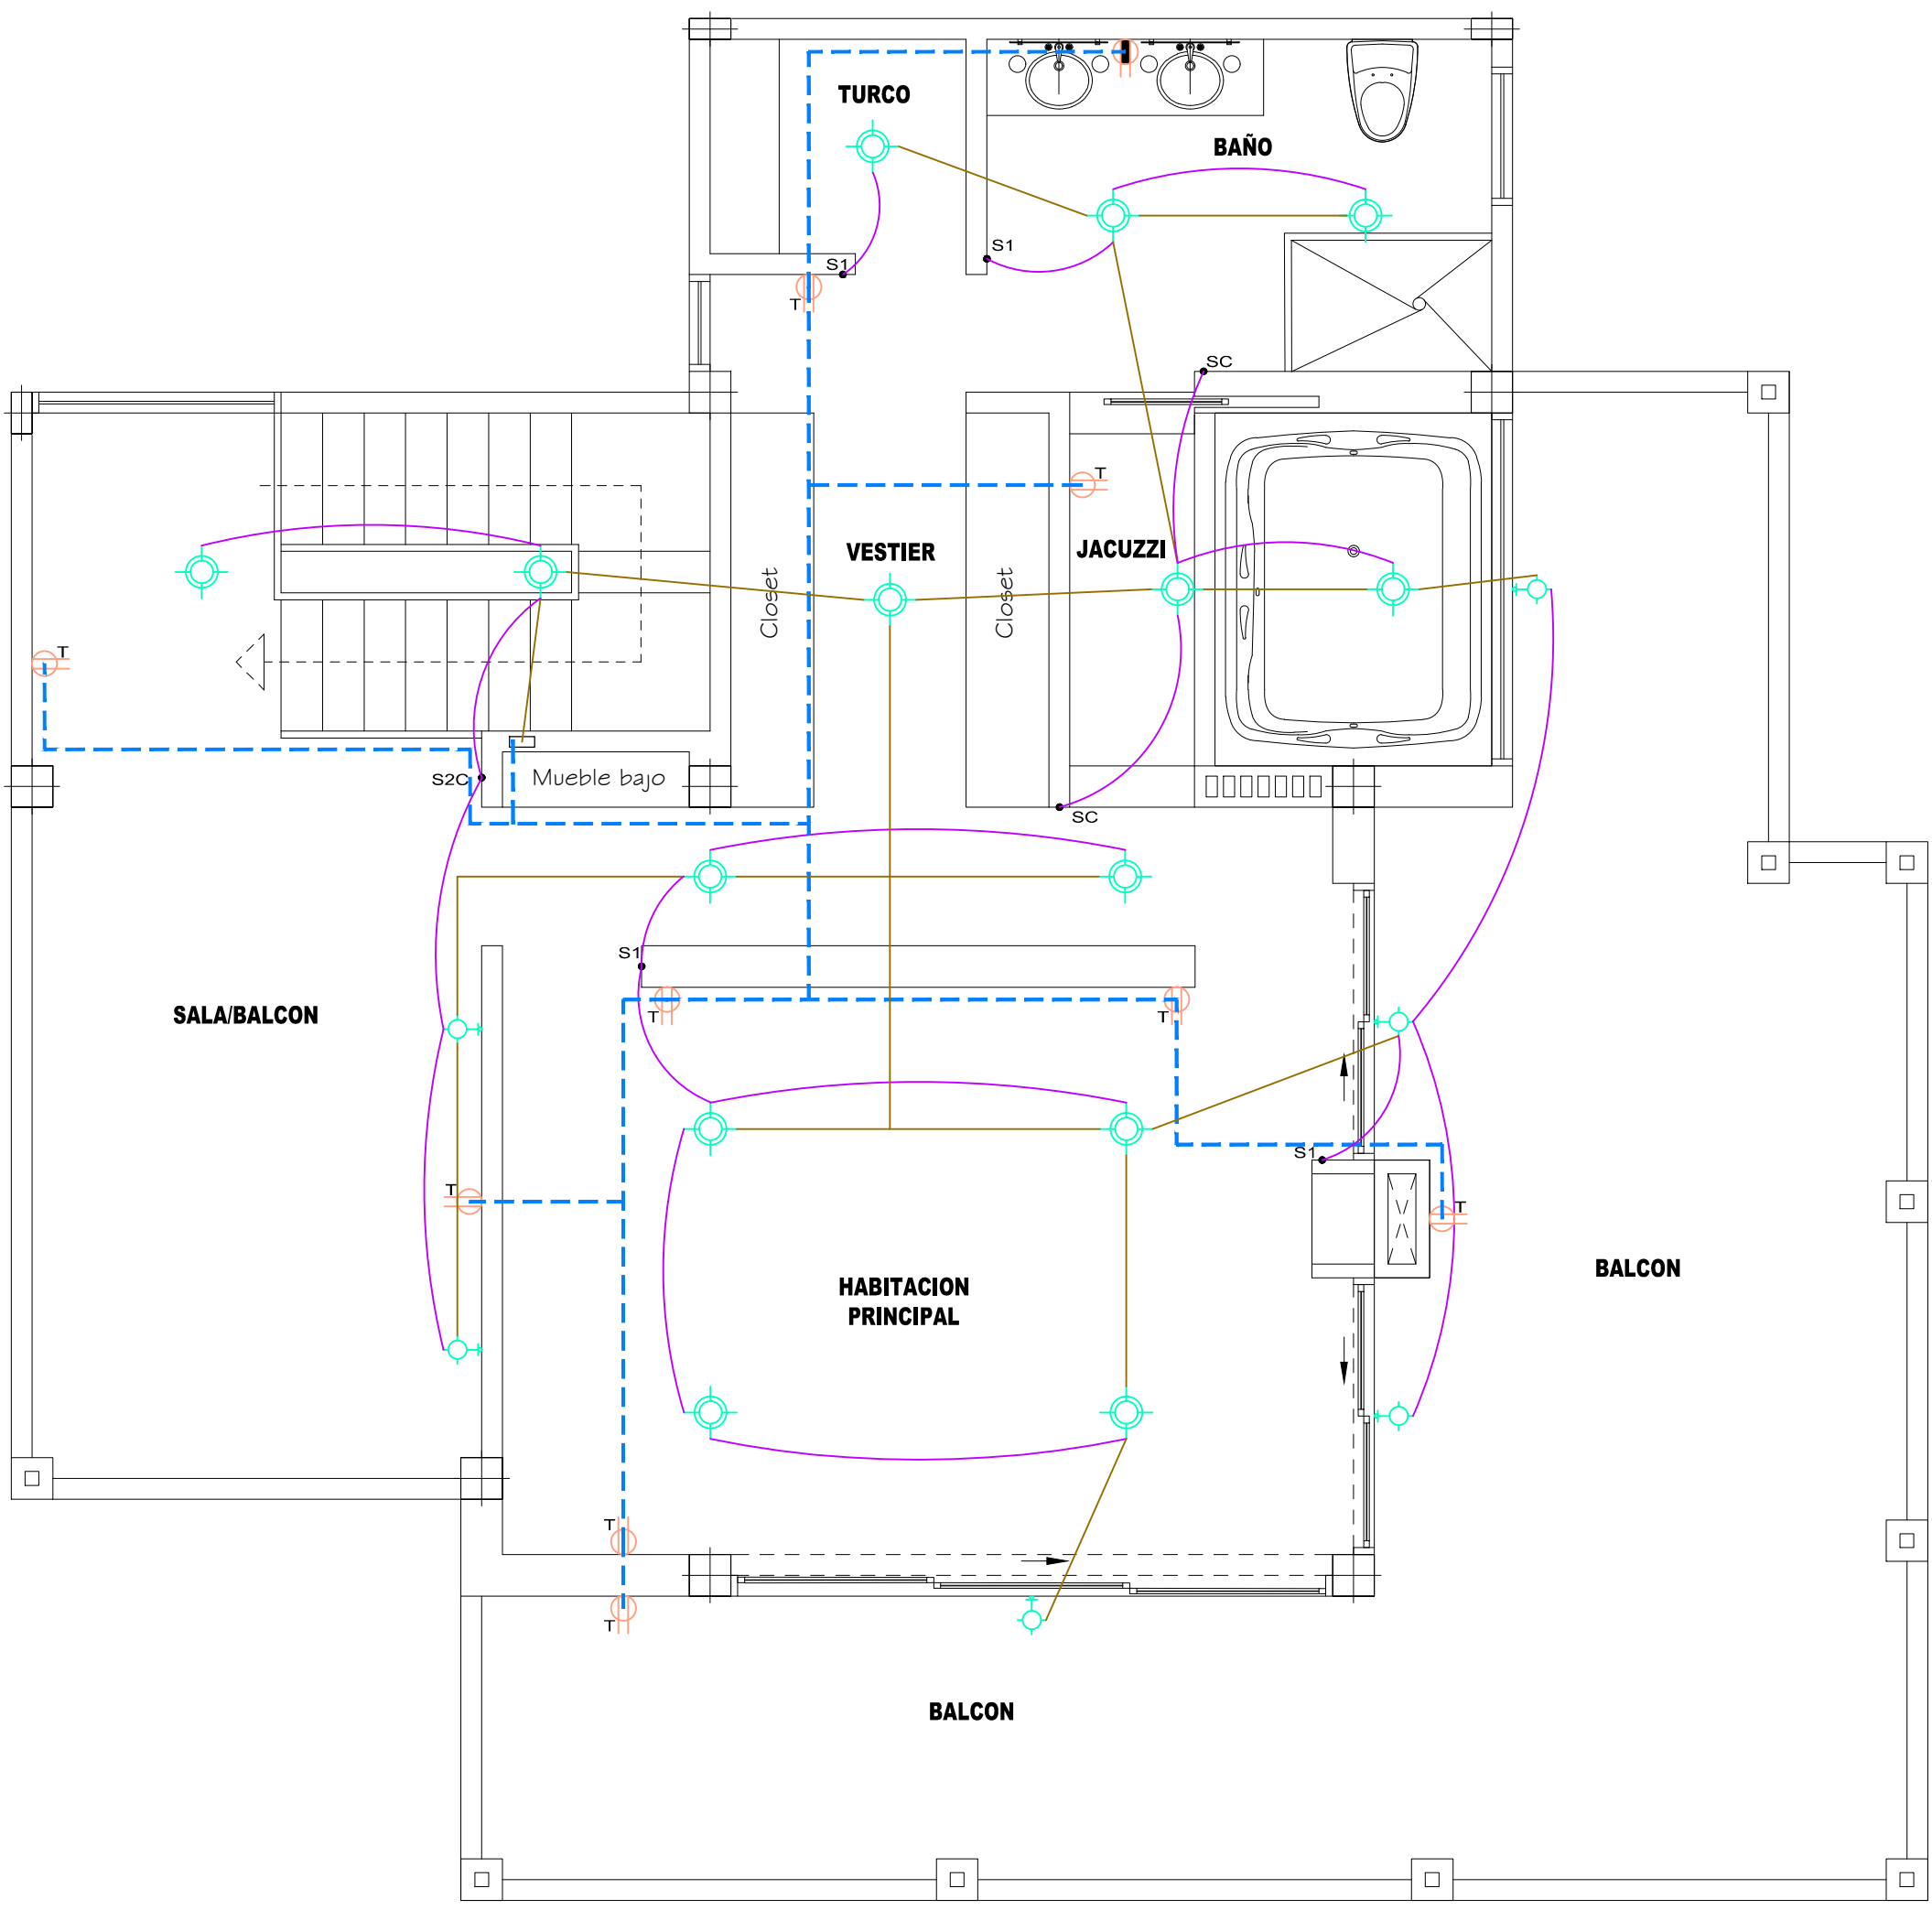 TURCO
BAÑO
S1
S1
T
SC
T
VESTIER
JACUZZI
Closet
Closet
T
S2C
Mueble bajo
SC
S1
SALA/BALCON
T
T
S1
T
T
BALCON
HABITACION
PRINCIPAL
T
T
BALCON